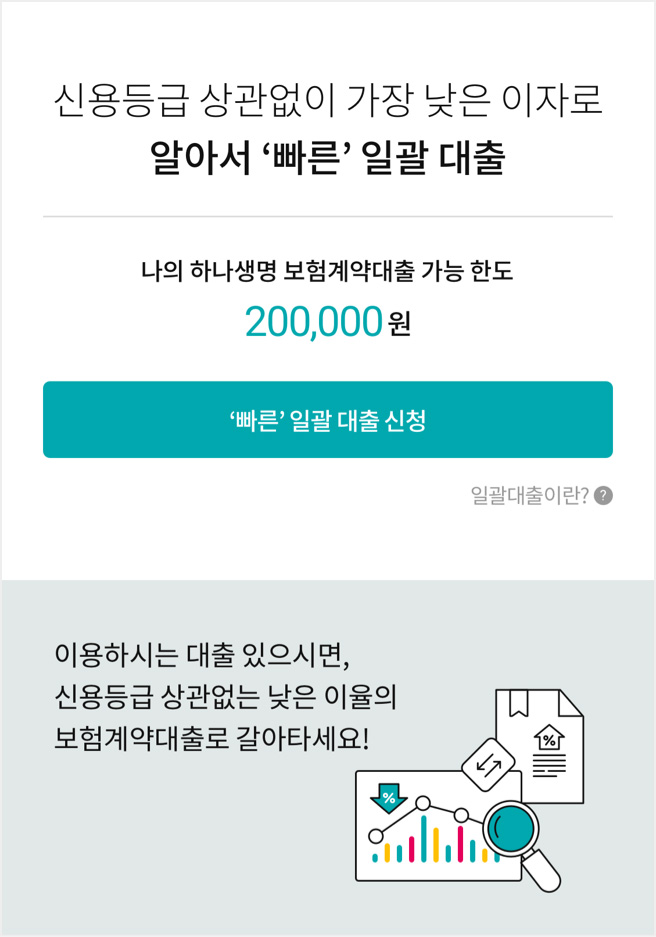 신용등급 상관없이 가장 낮은 이자로
알아서 ‘빠른’ 일괄 대출
나의 하나생명 보험계약대출 가능 한도
200,000 원
‘빠른’ 일괄 대출 신청
일괄대출이란? ?
이용하시는 대출 있으시면,
신용등급 상관없는 낮은 이율의
보험계약대출로 갈아타세요!
%
%